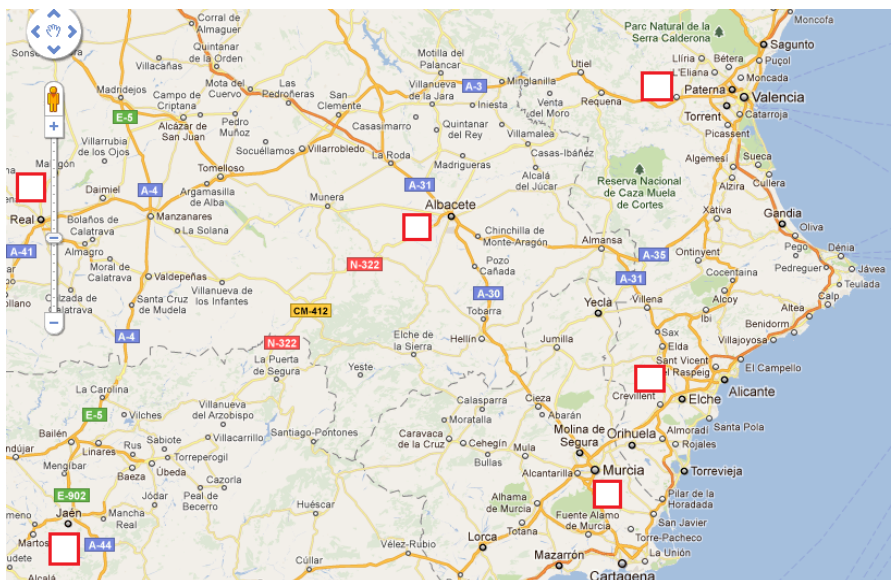 Corral de
Almaguer
Quintanar
de la Orden
Villacañas
Madridejos
Campo de
Criptana
Mota del
Cuervo
Las
Pedroñeras
San
Clemente
Motilla del
Palancar
Villanueva
de la Jara
A-3
Minglanilla
Iniesta
Utiel
Requena
Venta
del Moro
Parc Natural de la
Serra Calderona
Moncofa
Sagunto
Llíria
Bétera
Puçol
L'Eliana
Moncada
Paterna
Valencia
Torrent
Catarroja
Picassent
E-5
Alcázar de
San Juan
Pedro
Muñoz
Casasimarro
Quintanar
del Rey
Villamalea
Villarrubia
de los Ojos
Socuéllamos
Villarrobledo
La Roda
Madrigueras
Casas-Ibáñez
Algemesí
Sueca
Cullera
Alzira
Tomelloso
Daimiel
A-4
Argamasilla
de Alba
Munera
A-31
Alcalá
del Júcar
Reserva Nacional
de Caza Muela
de Cortes
Albacete
Xàtiva
Gandia
Real
Bolaños de
Calatrava
Manzanares
La Solana
Chinchilla de
Monte-Aragón
Almansa
A-35
Oliva
Pego
Dénia
A-41
Almagro
Moral de
Calatrava
Valdepeñas
N-322
Pozo
Cañada
Ontinyent
Pedreguer
Jávea
Teulada
A-31
Cocentaina
Calzada de
Calatrava
Santa Cruz
de Mudela
Villanueva de
los Infantes
CM-412
A-30
Tobarra
Yecla
Villena
Alcoy
Ibi
Altea
Calp
Benidorm
A-4
N-322
Elche de
la Sierra
Hellín
Jumilla
Sax
Elda
Villajoyosa
La Puerta
de Segura
Yeste
Sant Vicent
el Raspeig
El Campello
Alicante
La Carolina
E-5
Vilches
Villanueva
del Arzobispo
Calasparra
Cieza
Moratalla
Abarán
Crevillent
Elche
Santa Pola
Bailén
Linares
Rus
Sabiote
Villacarrillo
Torreperogil
Santiago-Pontones
Caravaca
de la Cruz
Cehegín
Mula
Bullas
Molina de
Segura
Orihuela
Almoradí
Rojales
Mengíbar
Baeza
Úbeda
Alcantarilla
Murcia
Torrevieja
E-902
Jódar
Cazorla
Peal de
Becerro
Huéscar
Alhama
de Murcia
Pilar de la
Horadada
Jaén
Mancha
Real
Totana
Fuente Álamo
de Murcia
San Javier
Martos
A-44
Cúllar
Vélez-Rubio
Lorca
Torre-Pacheco
La Unión
Mazarrón
Cartagena
Alcalá